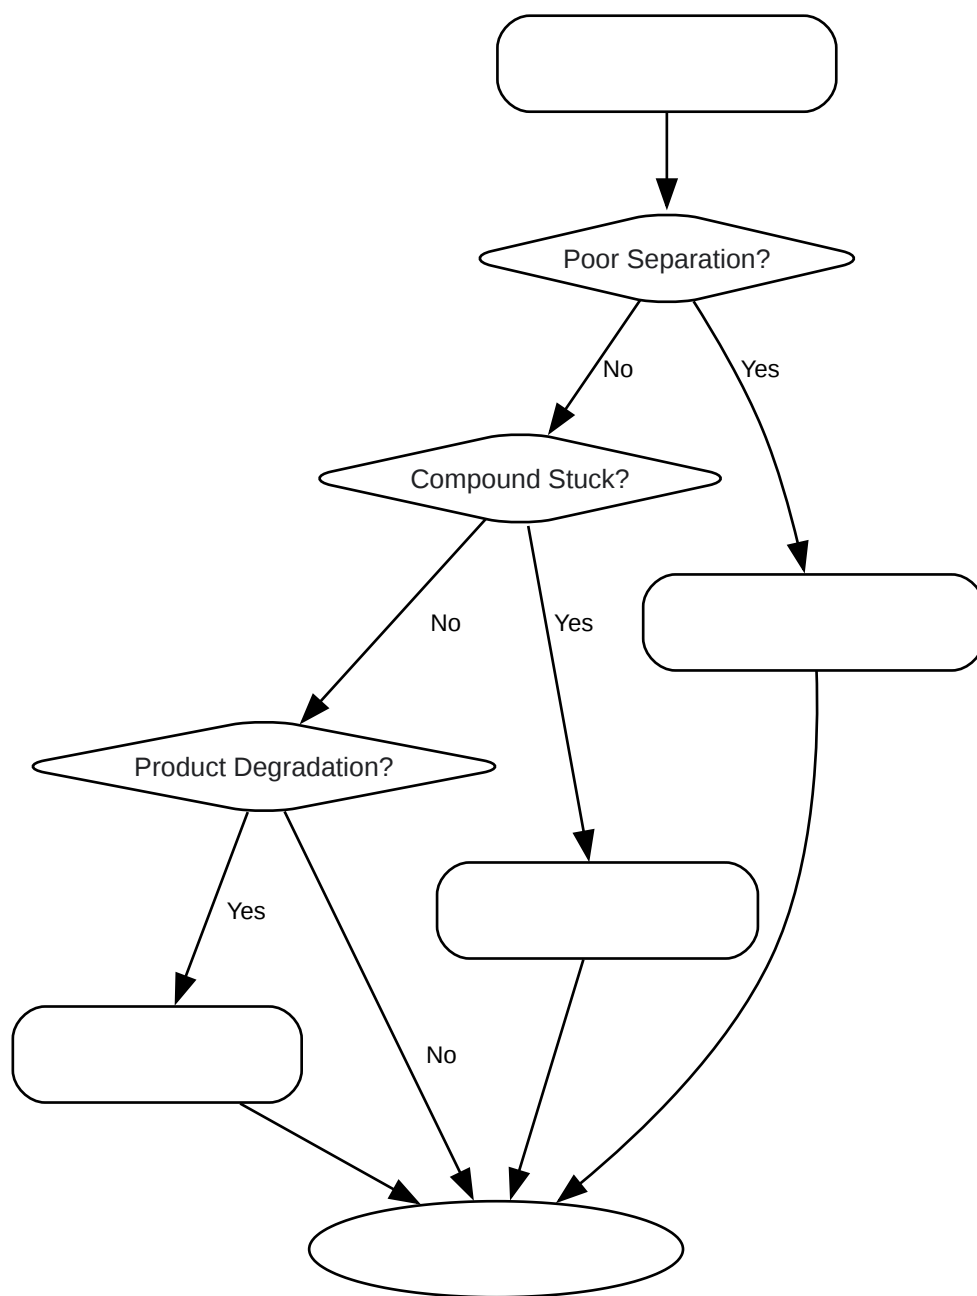 Poor Separation?
No
Yes
Compound Stuck?
No
Yes
Product Degradation?
Yes
No